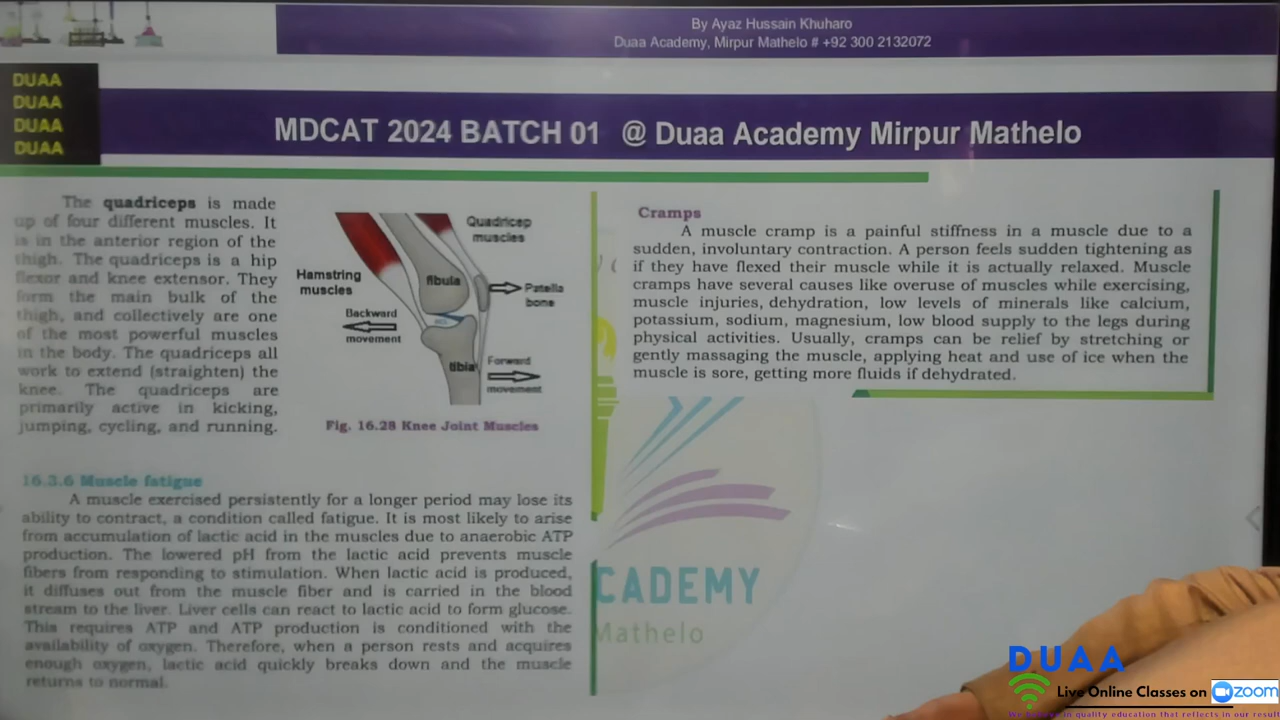 By Ayaz Hussain Khuharo
Duaa Academy, Mirpur Mathelo # +92 300 2132072
DUAA
DUAA
DUAA
DUAA
MDCAT 2024 BATCH 01 @ Duaa Academy Mirpur Mathelo
The quadriceps is made
up of four different muscles. It
is in the anterior region of the
thigh. The quadriceps is a hip
flexor and knee extensor. They
form the main bulk of the
thigh, and collectively are one
of the most powerful muscles
in the body. The quadriceps all
work to extend (straighten) the
knee. The quadriceps are
primarily active in kicking,
jumping, cycling, and running.
Quadricep
muscles
Hamstring
muscles
fibula
Patella
bone
Backward
movement
tibia
Forward
movement
Fig. 16.28 Knee Joint Muscles
16.3.6 Muscle fatigue
A muscle exercised persistently for a longer period may lose its
ability to contract, a condition called fatigue. It is most likely to arise
from accumulation of lactic acid in the muscles due to anaerobic ATP
production. The lowered pH from the lactic acid prevents muscle
fibers from responding to stimulation. When lactic acid is produced,
it diffuses out from the muscle fiber and is carried in the blood
stream to the liver. Liver cells can react to lactic acid to form glucose.
This requires ATP and ATP production is conditioned with the
availability of oxygen. Therefore, when a person rests and acquires
enough oxygen, lactic acid quickly breaks down and the muscle
returns to normal.
Cramps
A muscle cramp is a painful stiffness in a muscle due to a
sudden, involuntary contraction. A person feels sudden tightening as
if they have flexed their muscle while it is actually relaxed. Muscle
cramps have several causes like overuse of muscles while exercising,
muscle injuries, dehydration, low levels of minerals like calcium,
potassium, sodium, magnesium, low blood supply to the legs during
physical activities. Usually, cramps can be relief by stretching or
gently massaging the muscle, applying heat and use of ice when the
muscle is sore, getting more fluids if dehydrated.
CADEMY
Mathelo
DUAA
Live Online Classes on zoom
We believe in quality education that reflects in our result